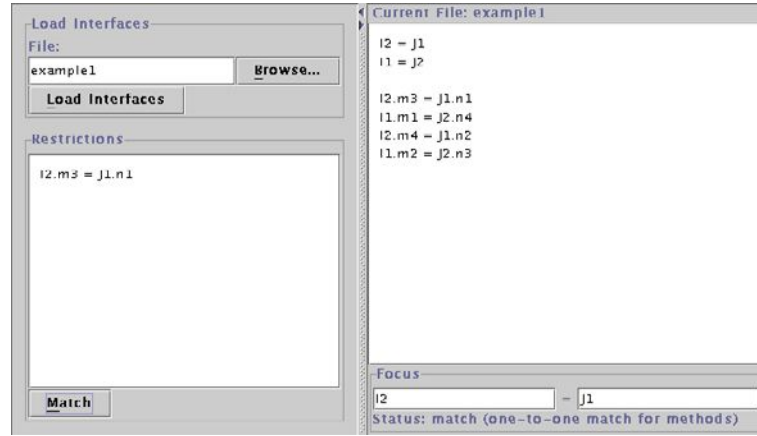 Load Interfaces
File:
example1
Browse...
Load Interfaces
Restrictions
I2.m3 = J1.n1
Match
Current File: example1
I2 = J1
I1 = J2
I2.m3 = J1.n1
I1.m1 = J2.n4
I2.m4 = J1.n2
I1.m2 = J2.n3
Focus
I2 = J1
Status: match (one-to-one match for methods)